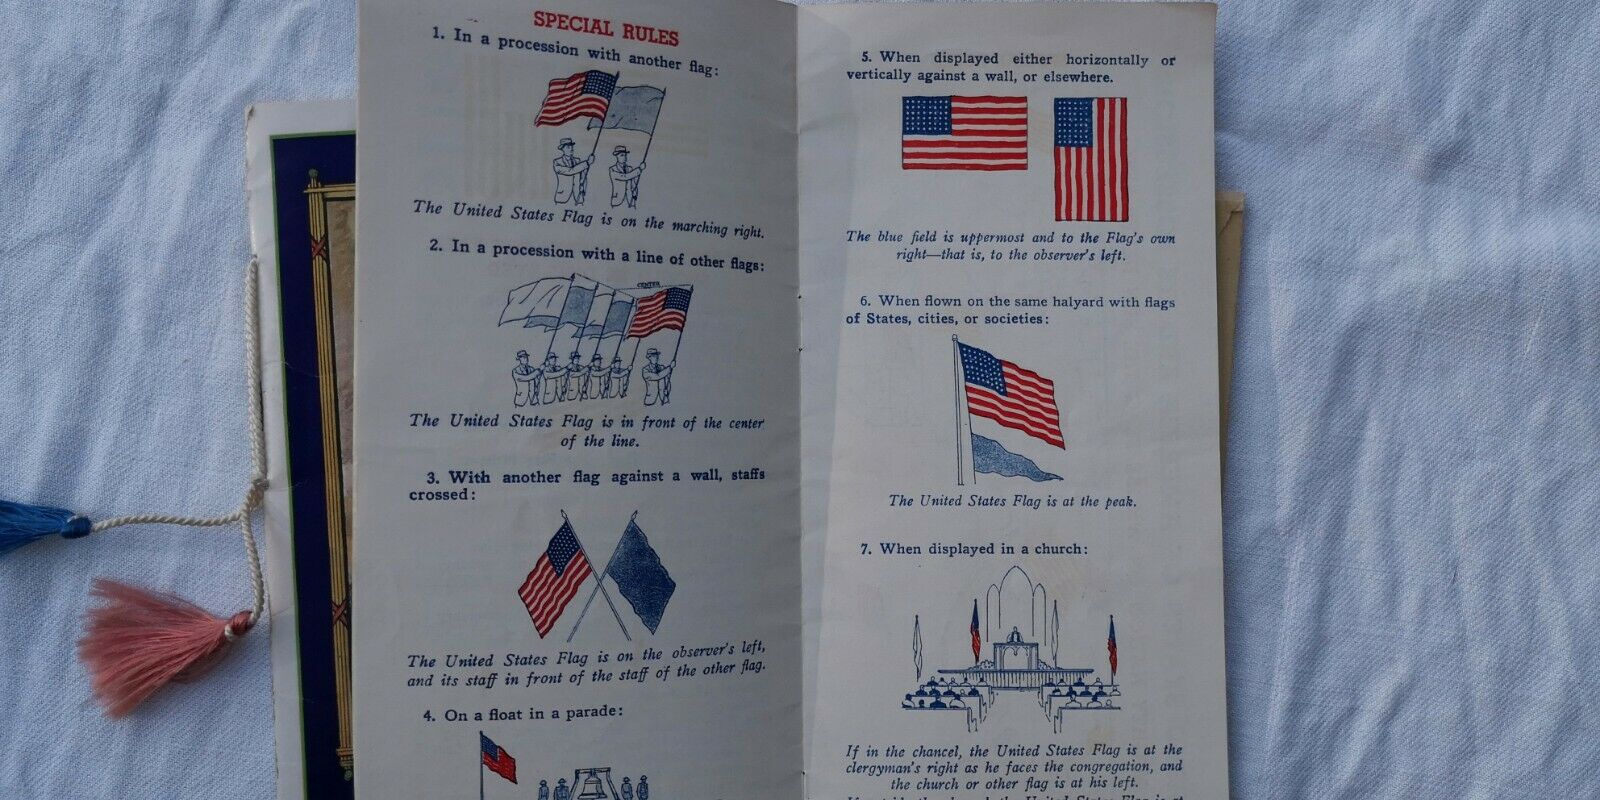 SPECIAL RULES
1. In a procession with another flag:
The United States Flag is on the marching right.
2. In a procession with a line of other flags:
CENTER
The United States Flag is in front of the center
of the line.
3. With another flag against a wall, staffs
crossed:
The United States Flag is on the observer's left,
and its staff in front of the staff of the other flag.
4. On a float in a parade:
5. When displayed either horizontally or
vertically against a wall, or elsewhere.
The blue field is uppermost and to the Flag's own
right—that is, to the observer's left.
6. When flown on the same halyard with flags
of States, cities, or societies:
The United States Flag is at the peak.
7. When displayed in a church:
If in the chancel, the United States Flag is at the
clergyman's right as he faces the congregation, and
the church or other flag is at his left.